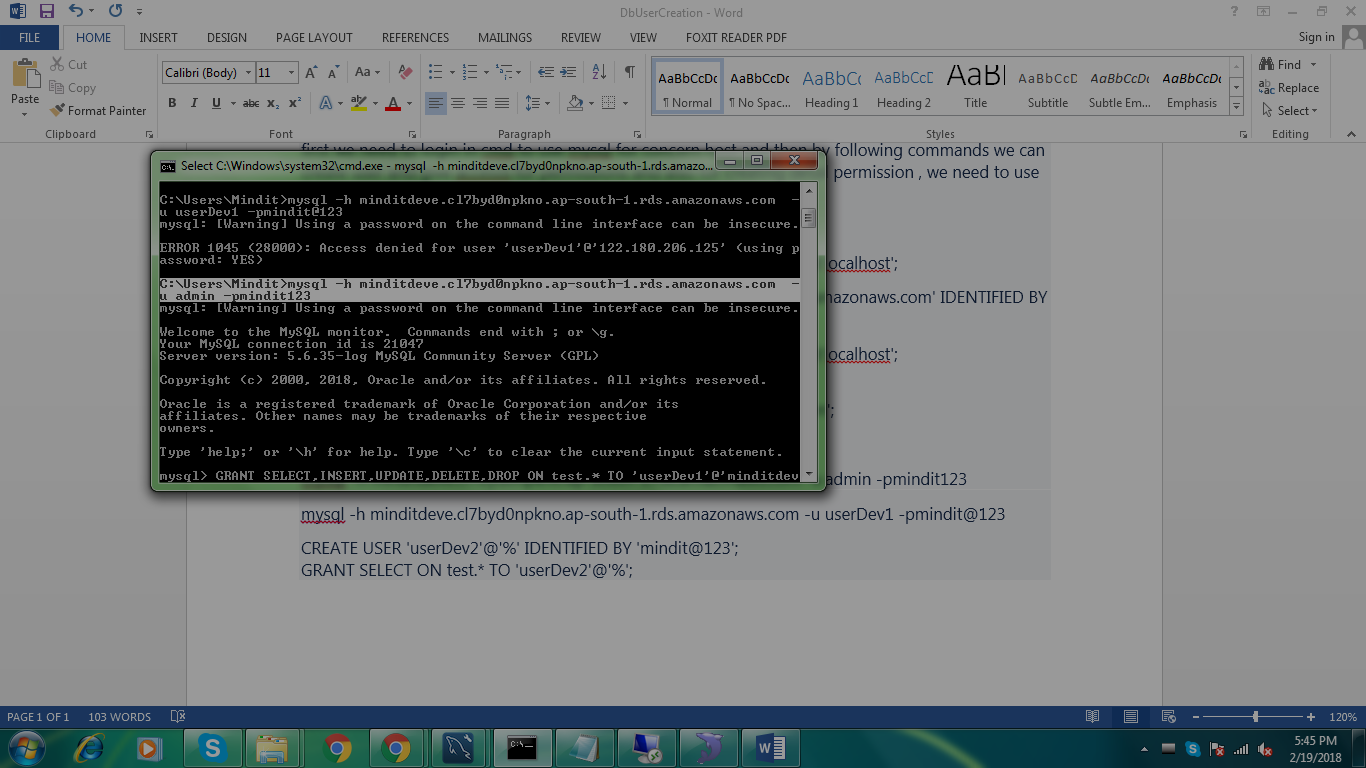 DbUserCreation - Word
FILE HOME INSERT DESIGN PAGE LAYOUT REFERENCES MAILINGS REVIEW VIEW FOXIT READER PDF Sign in
Paste
Cut
Copy
Format Painter
Calibri (Body) 11
AaBbCcDc AaBbCcDc AaBbCc AaBbCcD AaB AaBbCcD AaBbCcDc AaBbCcDc
¶ Normal ¶ No Spac... Heading 1 Heading 2 Title Subtitle Subtle Em... Emphasis
Find
Replace
Select
Clipboard Font Paragraph Styles Editing
first we need to login in cmd to use mysql for concern host and then by following commands we can
permission , we need to use
Select C:\Windows\system32\cmd.exe - mysql -h minditdeve.cl7byd0npkno.ap-south-1.rds.amazo...
C:\Users\Mindit>mysql -h minditdeve.cl7byd0npkno.ap-south-1.rds.amazonaws.com -
u userDev1 -pmindit@123
mysql: [Warning] Using a password on the command line interface can be insecure.
ERROR 1045 (28000): Access denied for user 'userDev1'@'122.180.206.125' (using p
assword: YES)
C:\Users\Mindit>mysql -h minditdeve.cl7byd0npkno.ap-south-1.rds.amazonaws.com -
u admin -pmindit123
mysql: [Warning] Using a password on the command line interface can be insecure.
Welcome to the MySQL monitor. Commands end with ; or \g.
Your MySQL connection id is 21047
Server version: 5.6.35-log MySQL Community Server (GPL)
Copyright (c) 2000, 2018, Oracle and/or its affiliates. All rights reserved.
Oracle is a registered trademark of Oracle Corporation and/or its
affiliates. Other names may be trademarks of their respective
owners.
Type 'help;' or '\h' for help. Type '\c' to clear the current input statement.
mysql> GRANT SELECT,INSERT,UPDATE,DELETE,DROP ON test.* TO 'userDev1'@'minditdev
ocalhost';
mazonaws.com' IDENTIFIED BY
ocalhost';
';
admin -pmindit123
mysql -h minditdeve.cl7byd0npkno.ap-south-1.rds.amazonaws.com -u userDev1 -pmindit@123
CREATE USER 'userDev2'@'%' IDENTIFIED BY 'mindit@123';
GRANT SELECT ON test.* TO 'userDev2'@'%';
PAGE 1 OF 1 103 WORDS 120%
5:45 PM
2/19/2018